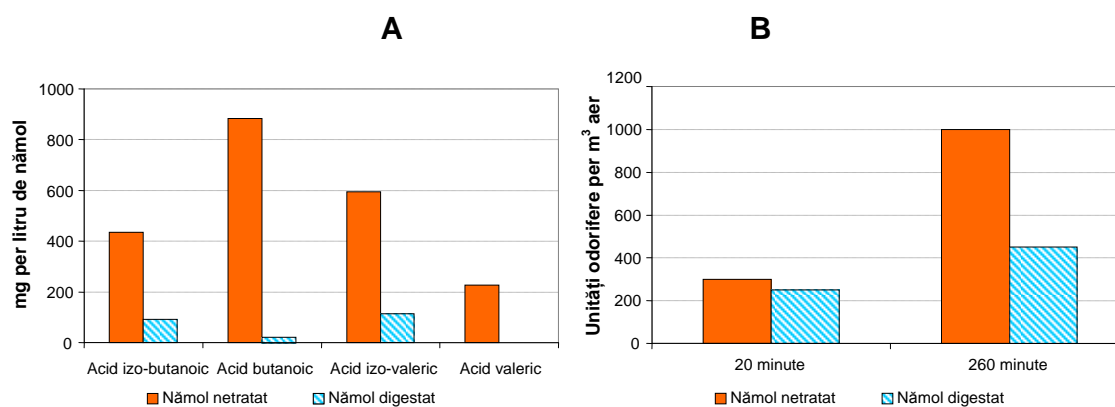 A
mg per litru de nămol
1000
800
600
400
200
0
Acid izo-butanoic Acid butanoic Acid izo-valeric Acid valeric
Nămol netratat Nămol digestat
B
Unități odorifere per m³ aer
1200
1000
800
600
400
200
0
20 minute 260 minute
Nămol netratat Nămol digestat